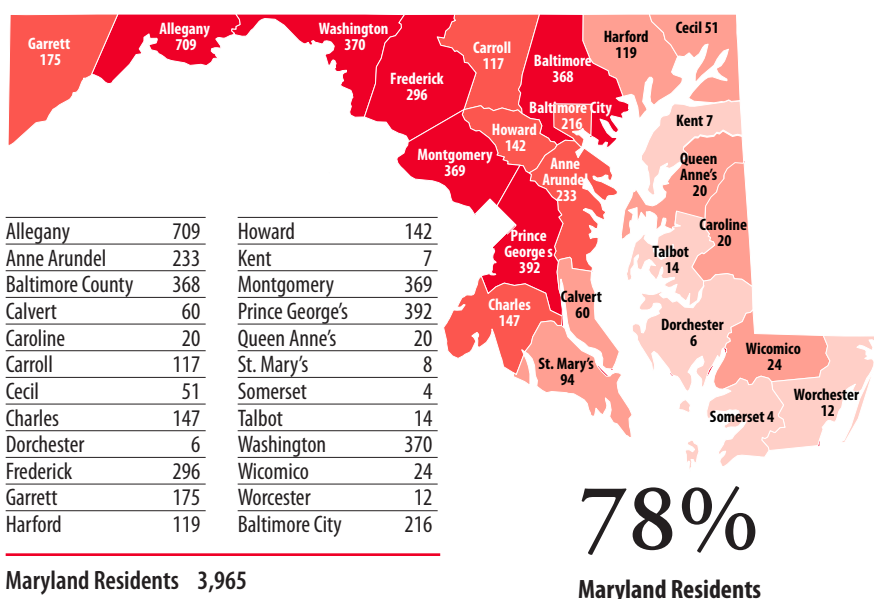 Garrett
175
Allegany
709
Washington
370
Frederick
296
Carroll
117
Baltimore
368
Baltimore City
216
Harford
119
Cecil 51
Howard
142
Montgomery
369
Anne
Arundel
233
Kent 7
Queen
Anne's
20
Caroline
20
Talbot
14
Prince
George s
392
Charles
147
Calvert
60
St. Mary's
94
Dorchester
6
Wicomico
24
Somerset 4
Worchester
12
Allegany 709
Anne Arundel 233
Baltimore County 368
Calvert 60
Caroline 20
Carroll 117
Cecil 51
Charles 147
Dorchester 6
Frederick 296
Garrett 175
Harford 119
Howard 142
Kent 7
Montgomery 369
Prince George's 392
Queen Anne's 20
St. Mary's 8
Somerset 4
Talbot 14
Washington 370
Wicomico 24
Worcester 12
Baltimore City 216
Maryland Residents 3,965
78%
Maryland Residents